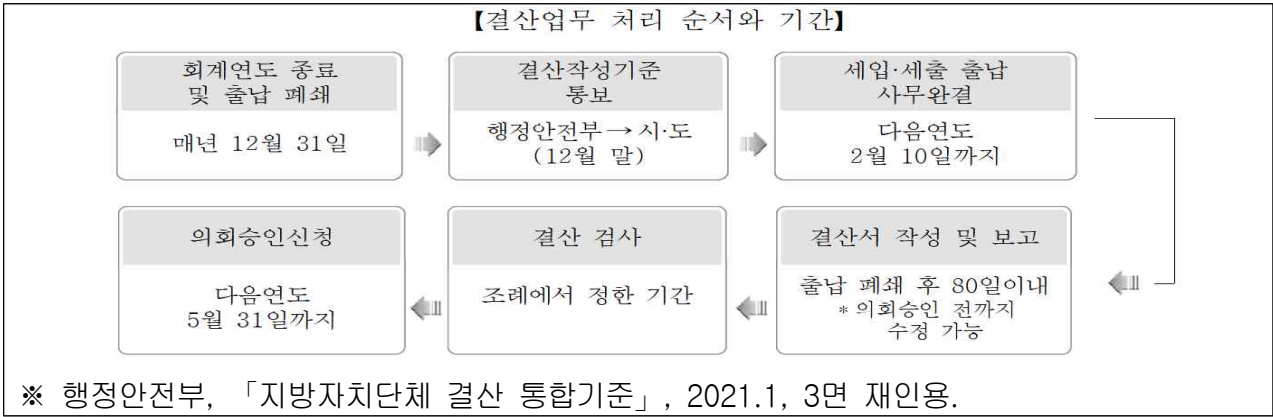 【결산업무 처리 순서와 기간】
회계연도 종료
및 출납 폐쇄
매년 12월 31일
결산작성기준
통보
행정안전부→시·도
(12월 말)
세입·세출 출납
사무완결
다음연도
2월 10일까지
결산서 작성 및 보고
출납 폐쇄 후 80일이내
*의회승인 전까지
수정 가능
결산 검사
조례에서 정한 기간
의회승인신청
다음연도
5월 31일까지
※ 행정안전부, 「지방자치단체 결산 통합기준」, 2021.1, 3면 재인용.